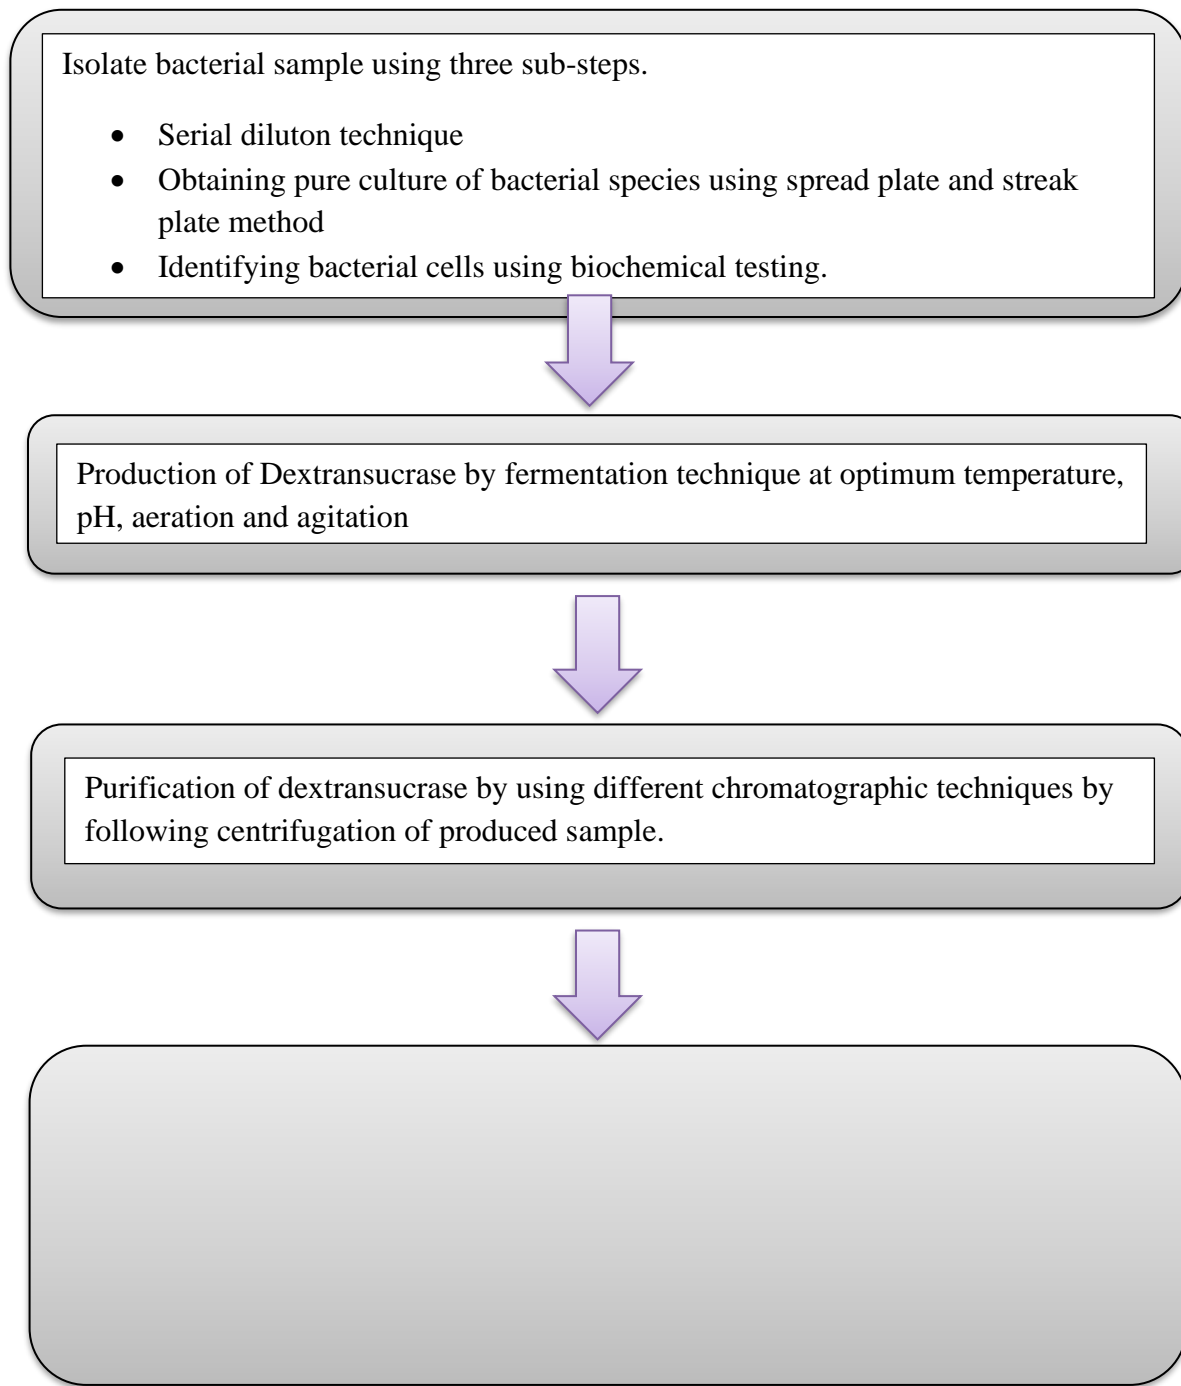 Isolate bacterial sample using three sub-steps.
• Serial diluton technique
• Obtaining pure culture of bacterial species using spread plate and streak
plate method
• Identifying bacterial cells using biochemical testing.
Production of Dextransucrase by fermentation technique at optimum temperature,
pH, aeration and agitation
Purification of dextransucrase by using different chromatographic techniques by
following centrifugation of produced sample.